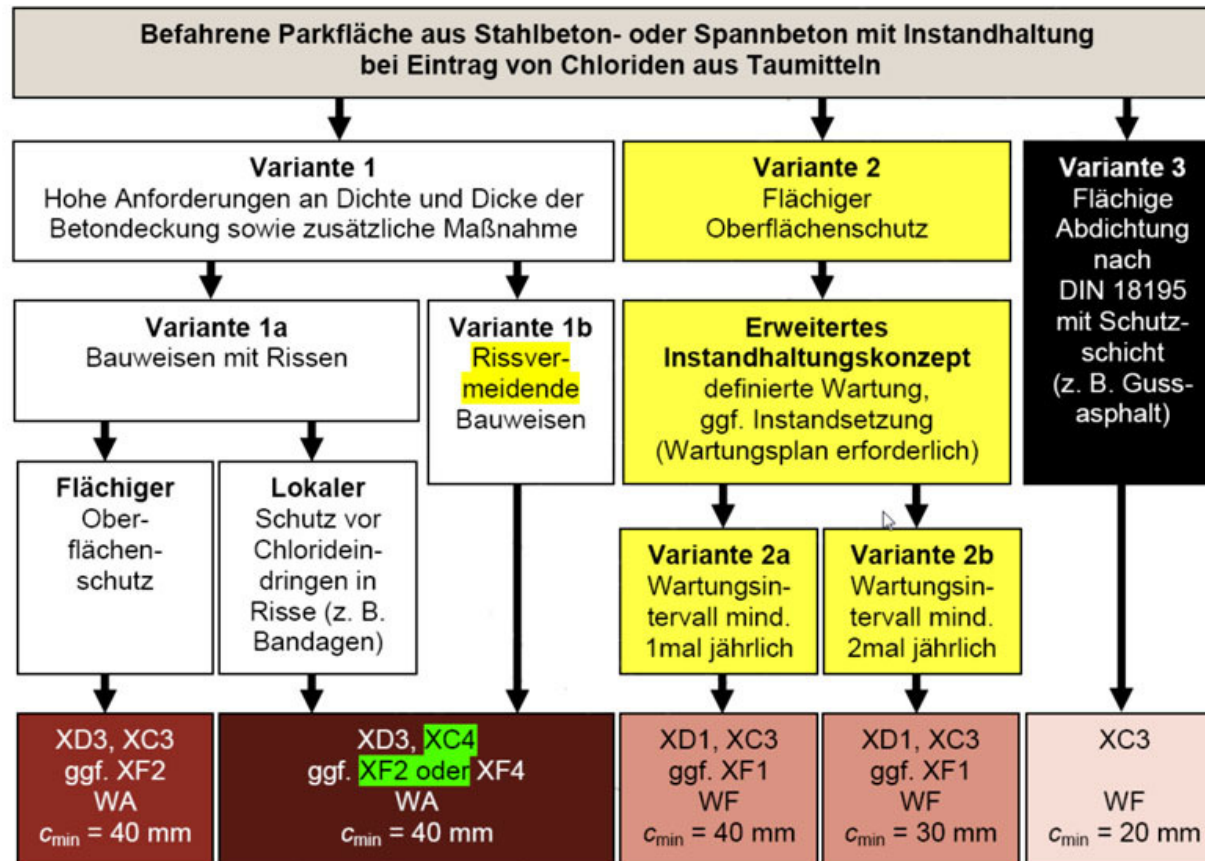 Befahrene Parkfläche aus Stahlbeton- oder Spannbeton mit Instandhaltung
bei Eintrag von Chloriden aus Taumitteln
Variante 1
Hohe Anforderungen an Dichte und Dicke der
Betondeckung sowie zusätzliche Maßnahme
Variante 2
Flächiger
Oberflächenschutz
Variante 3
Flächige
Abdichtung
nach
DIN 18195
mit Schutz-
schicht
(z. B. Guss-
asphalt)
Variante 1a
Bauweisen mit Rissen
Variante 1b
Rissver-
meidende
Bauweisen
Erweitertes
Instandhaltungskonzept
definierte Wartung,
ggf. Instandsetzung
(Wartungsplan erforderlich)
Flächiger
Ober-
flächen-
schutz
Lokaler
Schutz vor
Chloridein-
dringen in
Risse (z. B.
Bandagen)
Variante 2a
Wartungsin-
tervall mind.
1mal jährlich
Variante 2b
Wartungsin-
tervall mind.
2mal jährlich
XD3, XC3
ggf. XF2
WA
cmin = 40 mm
XD3, XC4
ggf. XF2 oder XF4
WA
cmin = 40 mm
XD1, XC3
ggf. XF1
WF
cmin = 40 mm
XD1, XC3
ggf. XF1
WF
cmin = 30 mm
XC3
WF
cmin = 20 mm